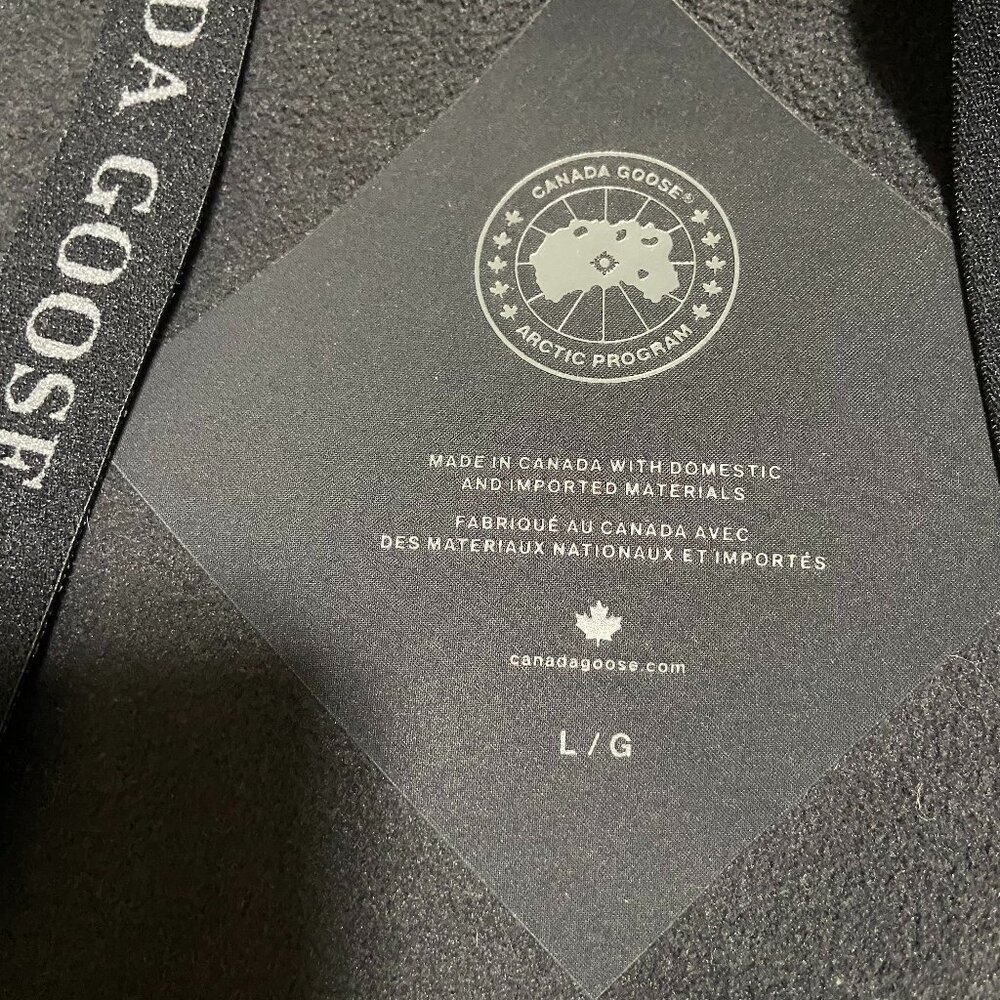 DA GOOSE
CANADA GOOSE®
ARCTIC PROGRAM
MADE IN CANADA WITH DOMESTIC
AND IMPORTED MATERIALS
FABRIQUÉ AU CANADA AVEC
DES MATERIAUX NATIONAUX ET IMPORTÉS
canadagoose.com
L / G